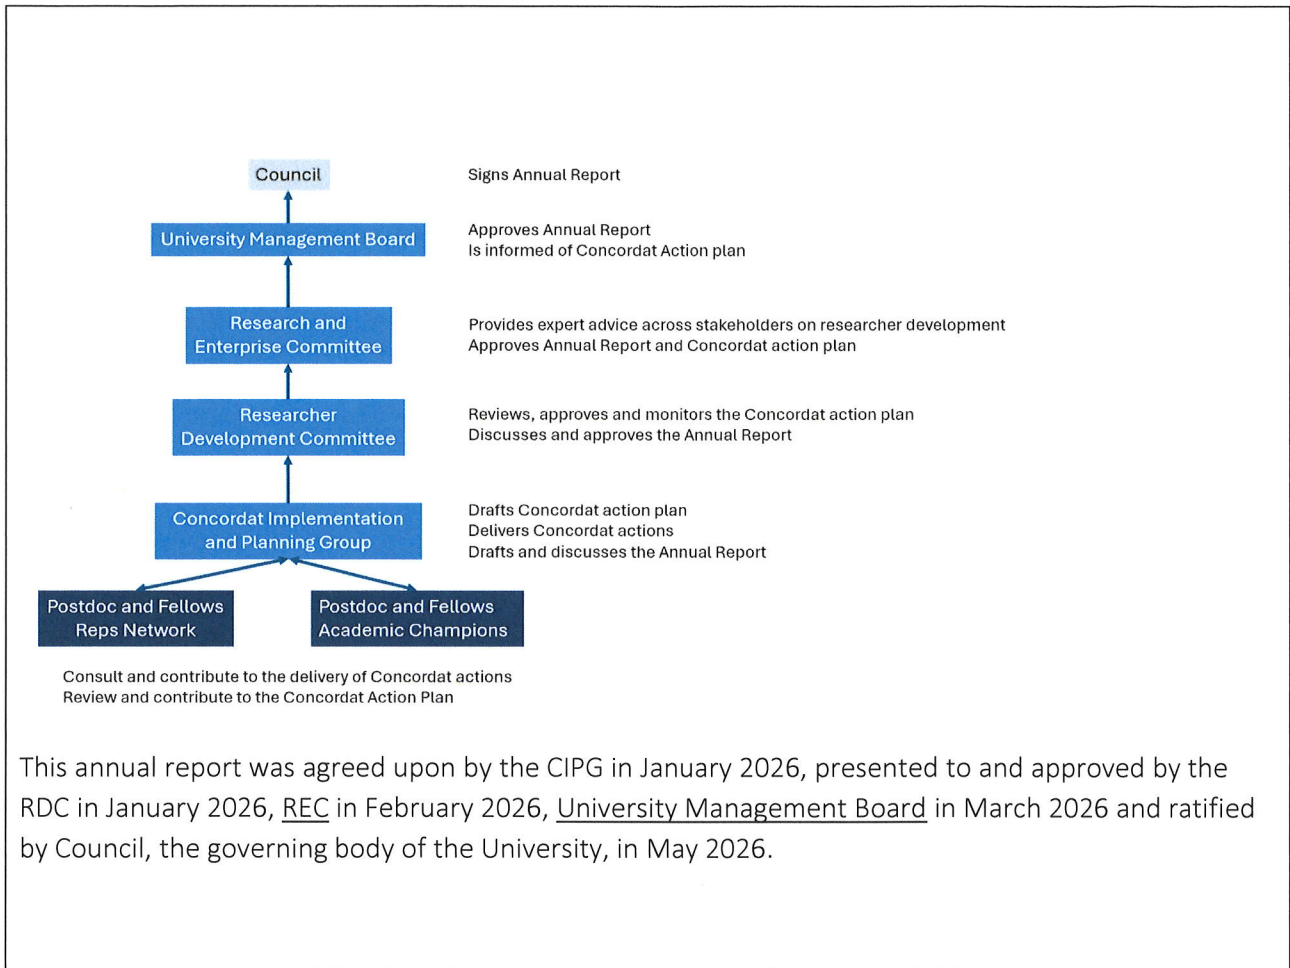 Council
Signs Annual Report
University Management Board
Approves Annual Report
Is informed of Concordat Action plan
Research and
Enterprise Committee
Provides expert advice across stakeholders on researcher development
Approves Annual Report and Concordat action plan
Researcher
Development Committee
Reviews, approves and monitors the Concordat action plan
Discusses and approves the Annual Report
Concordat Implementation
and Planning Group
Drafts Concordat action plan
Delivers Concordat actions
Drafts and discusses the Annual Report
Postdoc and Fellows
Reps Network
Postdoc and Fellows
Academic Champions
Consult and contribute to the delivery of Concordat actions
Review and contribute to the Concordat Action Plan
This annual report was agreed upon by the CIPG in January 2026, presented to and approved by the
RDC in January 2026, REC in February 2026, University Management Board in March 2026 and ratified
by Council, the governing body of the University, in May 2026.